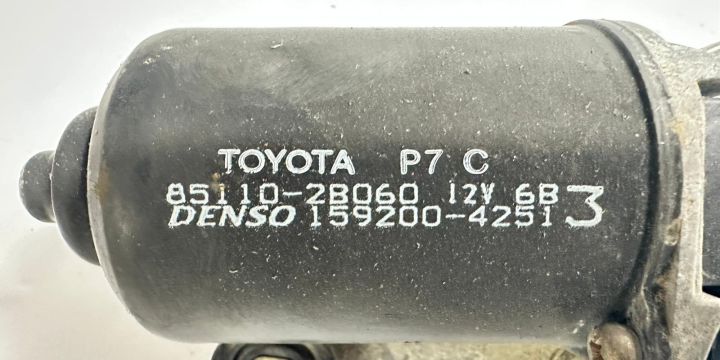 TOYOTA P7 C
85110-2B060 12V 6B
DENSO 159200-4251 3